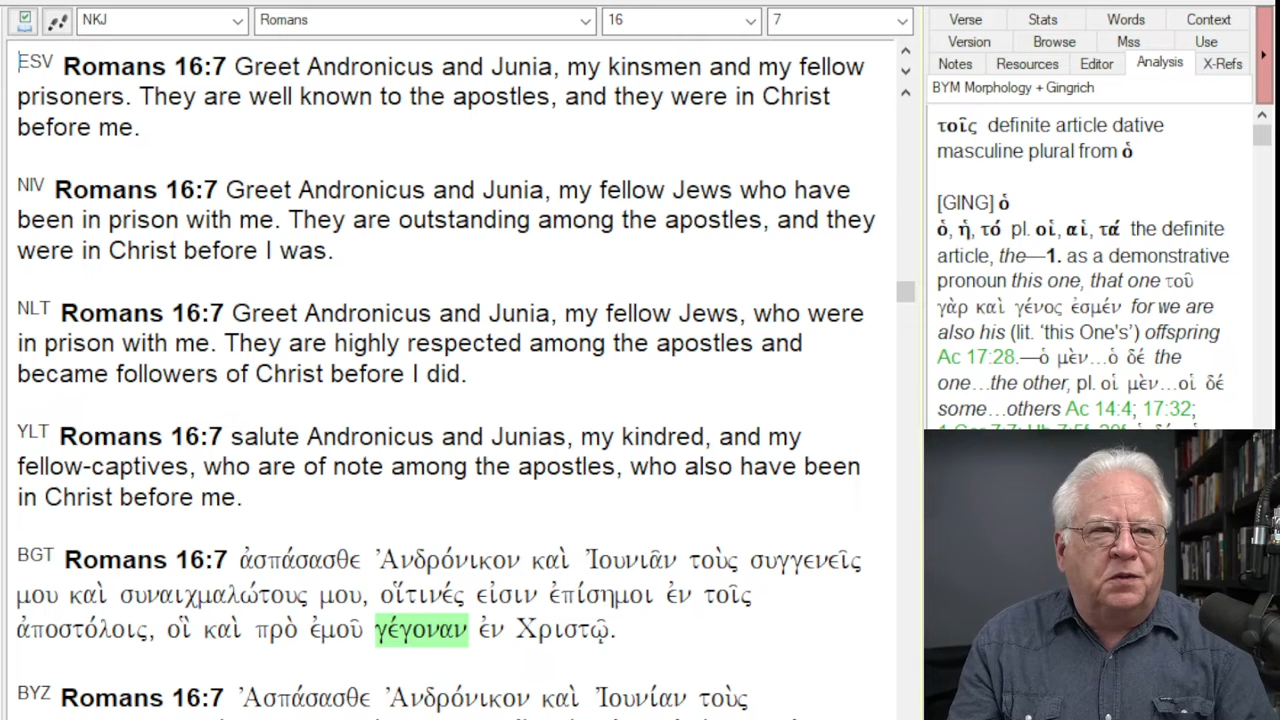 NKJ Romans 16 7
ESV Romans 16:7 Greet Andronicus and Junia, my kinsmen and my fellow
prisoners. They are well known to the apostles, and they were in Christ
before me.
NIV Romans 16:7 Greet Andronicus and Junia, my fellow Jews who have
been in prison with me. They are outstanding among the apostles, and they
were in Christ before I was.
NLT Romans 16:7 Greet Andronicus and Junia, my fellow Jews, who were
in prison with me. They are highly respected among the apostles and
became followers of Christ before I did.
YLT Romans 16:7 salute Andronicus and Junias, my kindred, and my
fellow-captives, who are of note among the apostles, who also have been
in Christ before me.
BGT Romans 16:7 ἀσπάσασθε Ἀνδρόνικον καὶ Ἰουνιᾶν τοὺς συγγενεῖς
μου καὶ συναιχμαλώτους μου, οἵτινές εἰσιν ἐπίσημοι ἐν τοῖς
ἀποστόλοις, οἳ καὶ πρὸ ἐμοῦ γέγοναν ἐν Χριστῷ.
BYZ Romans 16:7 Ἀσπάσασθε Ἀνδρόνικον καὶ Ἰουνίαν τοὺς
Verse Stats Words Context
Version Browse Mss Use
Notes Resources Editor Analysis X-Refs
BYM Morphology + Gingrich
τοῖς definite article dative
masculine plural from ὁ
[GING] ὁ
ὁ, ἡ, τό pl. οἱ, αἱ, τά the definite
article, the—1. as a demonstrative
pronoun this one, that one τοῦ
γὰρ καὶ γένος ἐσμέν for we are
also his (lit. ‘this One's’) offspring
Ac 17:28.—ὁ μὲν…ὁ δέ the
one…the other, pl. οἱ μὲν…οἱ δέ
some…others Ac 14:4; 17:32;